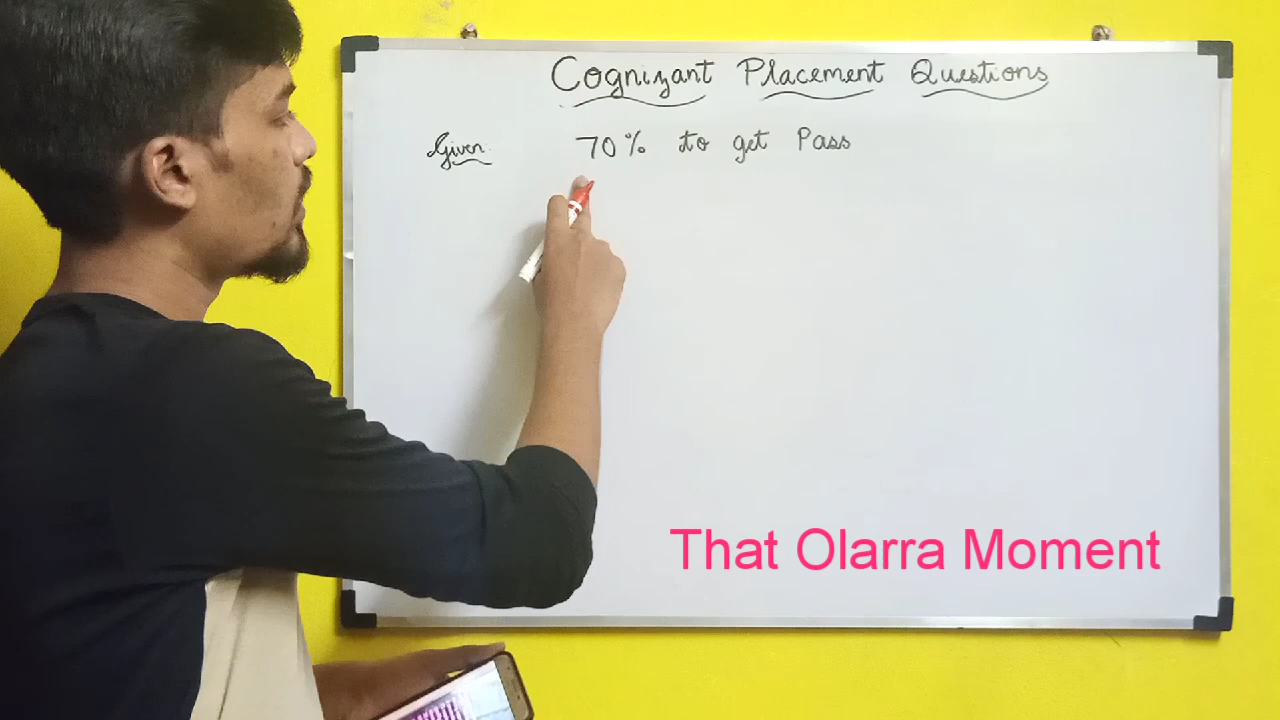 Cognizant Placement Questions
Given. 70% to get Pass
That Olarra Moment